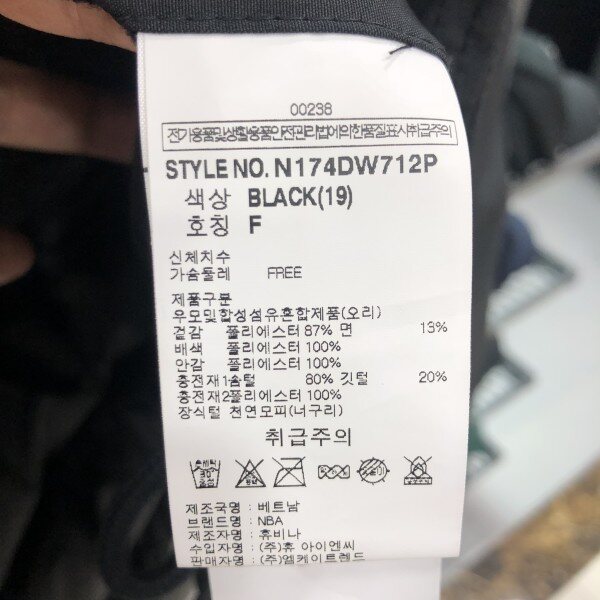 00238
전기용품및생활용품안전관리법에의한품질표시취급주의
STYLE NO. N174DW712P
색상 BLACK(19)
호칭 F
신체치수
가슴둘레 FREE
제품구분
우모및합성섬유혼합제품(오리)
겉감 폴리에스터 87% 면 13%
배색 폴리에스터 100%
안감 폴리에스터 100%
충전재1솜털 80% 깃털 20%
충전재2폴리에스터 100%
장식털 천연모피(너구리)
취급주의
제조국명 : 베트남
브랜드명 : NBA
제조자명 : 휴비나
수입자명 : (주)휴 아이엔씨
판매자명 : (주)엠케이트렌드